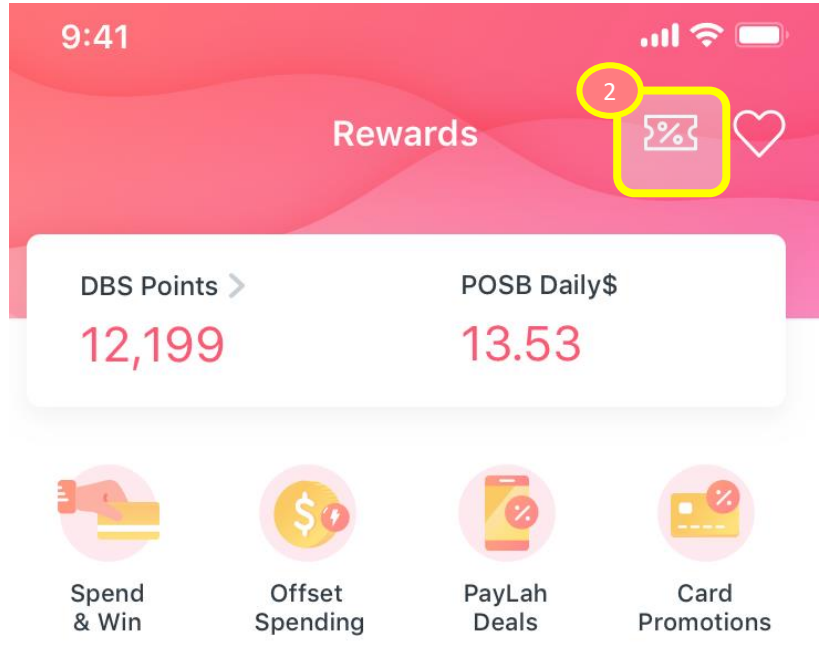 9:41
2
Rewards
DBS Points
POSB Daily$
12,199
13.53
Spend
& Win
Offset
Spending
PayLah
Deals
Card
Promotions